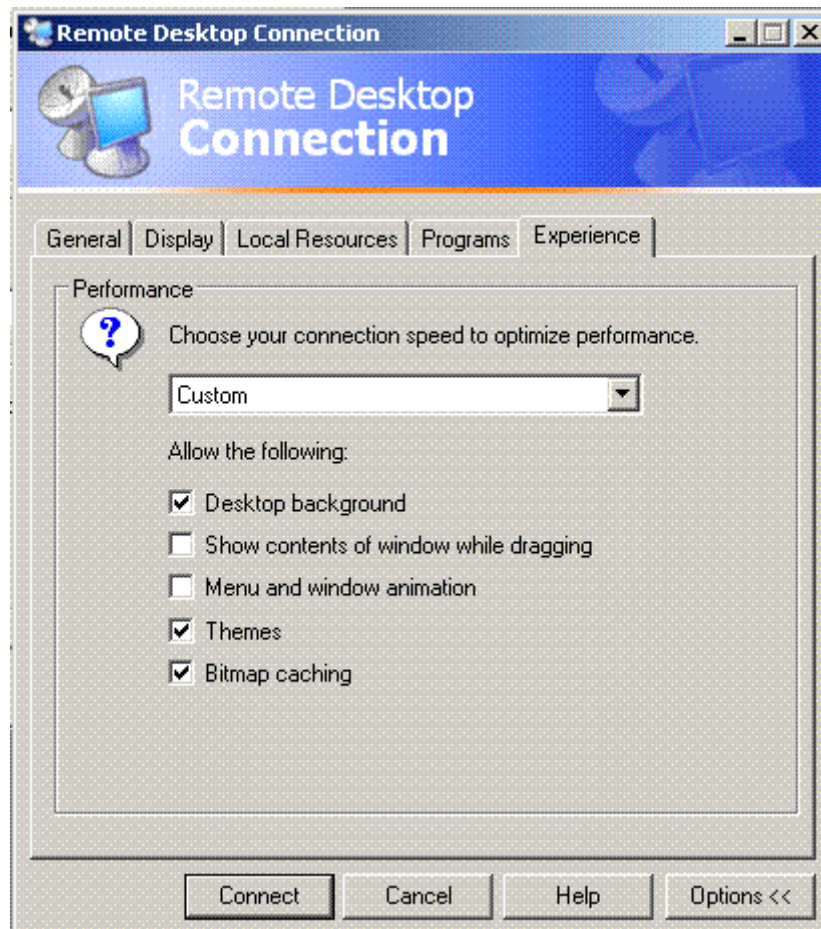 Remote Desktop Connection
Remote Desktop
Connection
General Display Local Resources Programs Experience
Performance
?
Choose your connection speed to optimize performance.
Custom
Allow the following:
Desktop background
Show contents of window while dragging
Menu and window animation
Themes
Bitmap caching
Connect Cancel Help Options <<